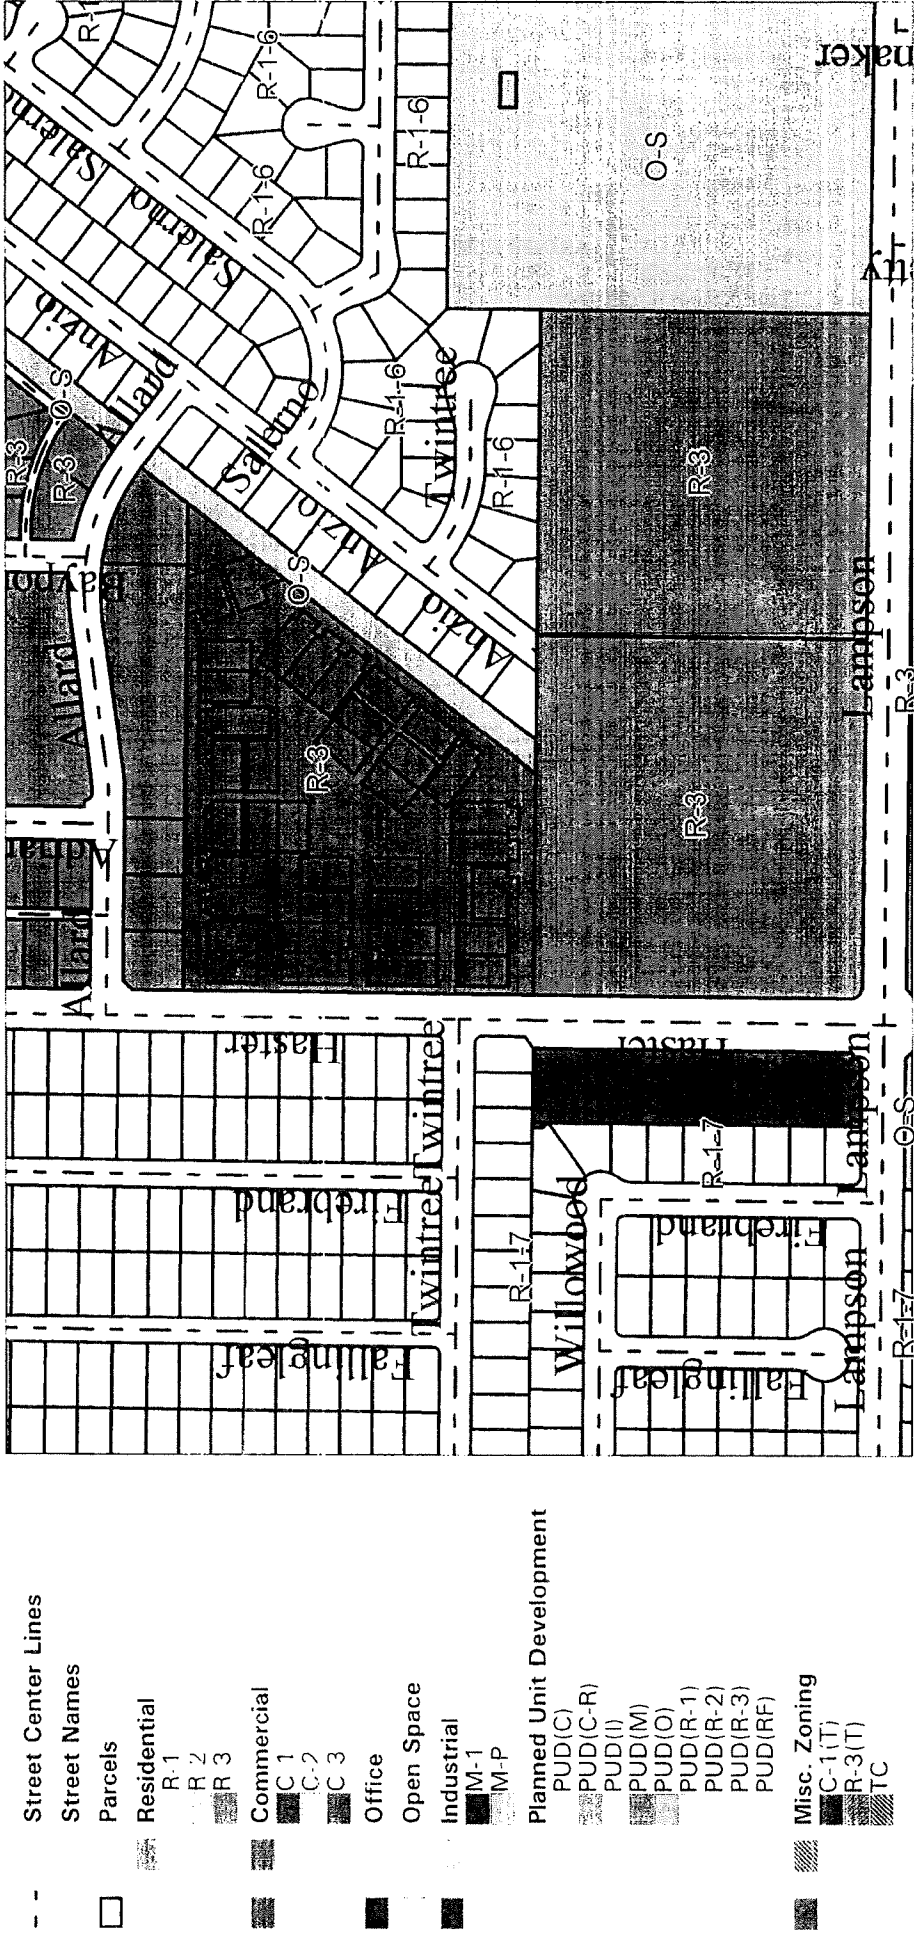 R-1
R-1-6
Salerno
R-1-6
R-1-6
O-S
naker
Salerno
R-1-6
Anzio
Allard
O-S
R-3
R-3
Salerno
R-1-6
Twintree
R-1-6
R-3
Anzio
O-S
Allard
R-3
Anzio
Lampson
R-3
R-3
Allard
Haster
Twintree
Haster
Lampson
R-1-7
O-S
Firebrand
Twintree
R-1-7
Willowood
Firebrand
Lampson
R-1-7
Fallingleaf
Fallingleaf
Street Center Lines
Street Names
Parcels
Residential
R-1
R-2
R3
Commercial
C-1
C-2
C-3
Office
Open Space
Industrial
M-1
M-P
Planned Unit Development
PUD(C)
PUD(C-R)
PUD(I)
PUD(M)
PUD(O)
PUD(R-1)
PUD(R-2)
PUD(R-3)
PUD(RF)
Misc. Zoning
C-1(T)
R-3(T)
TC